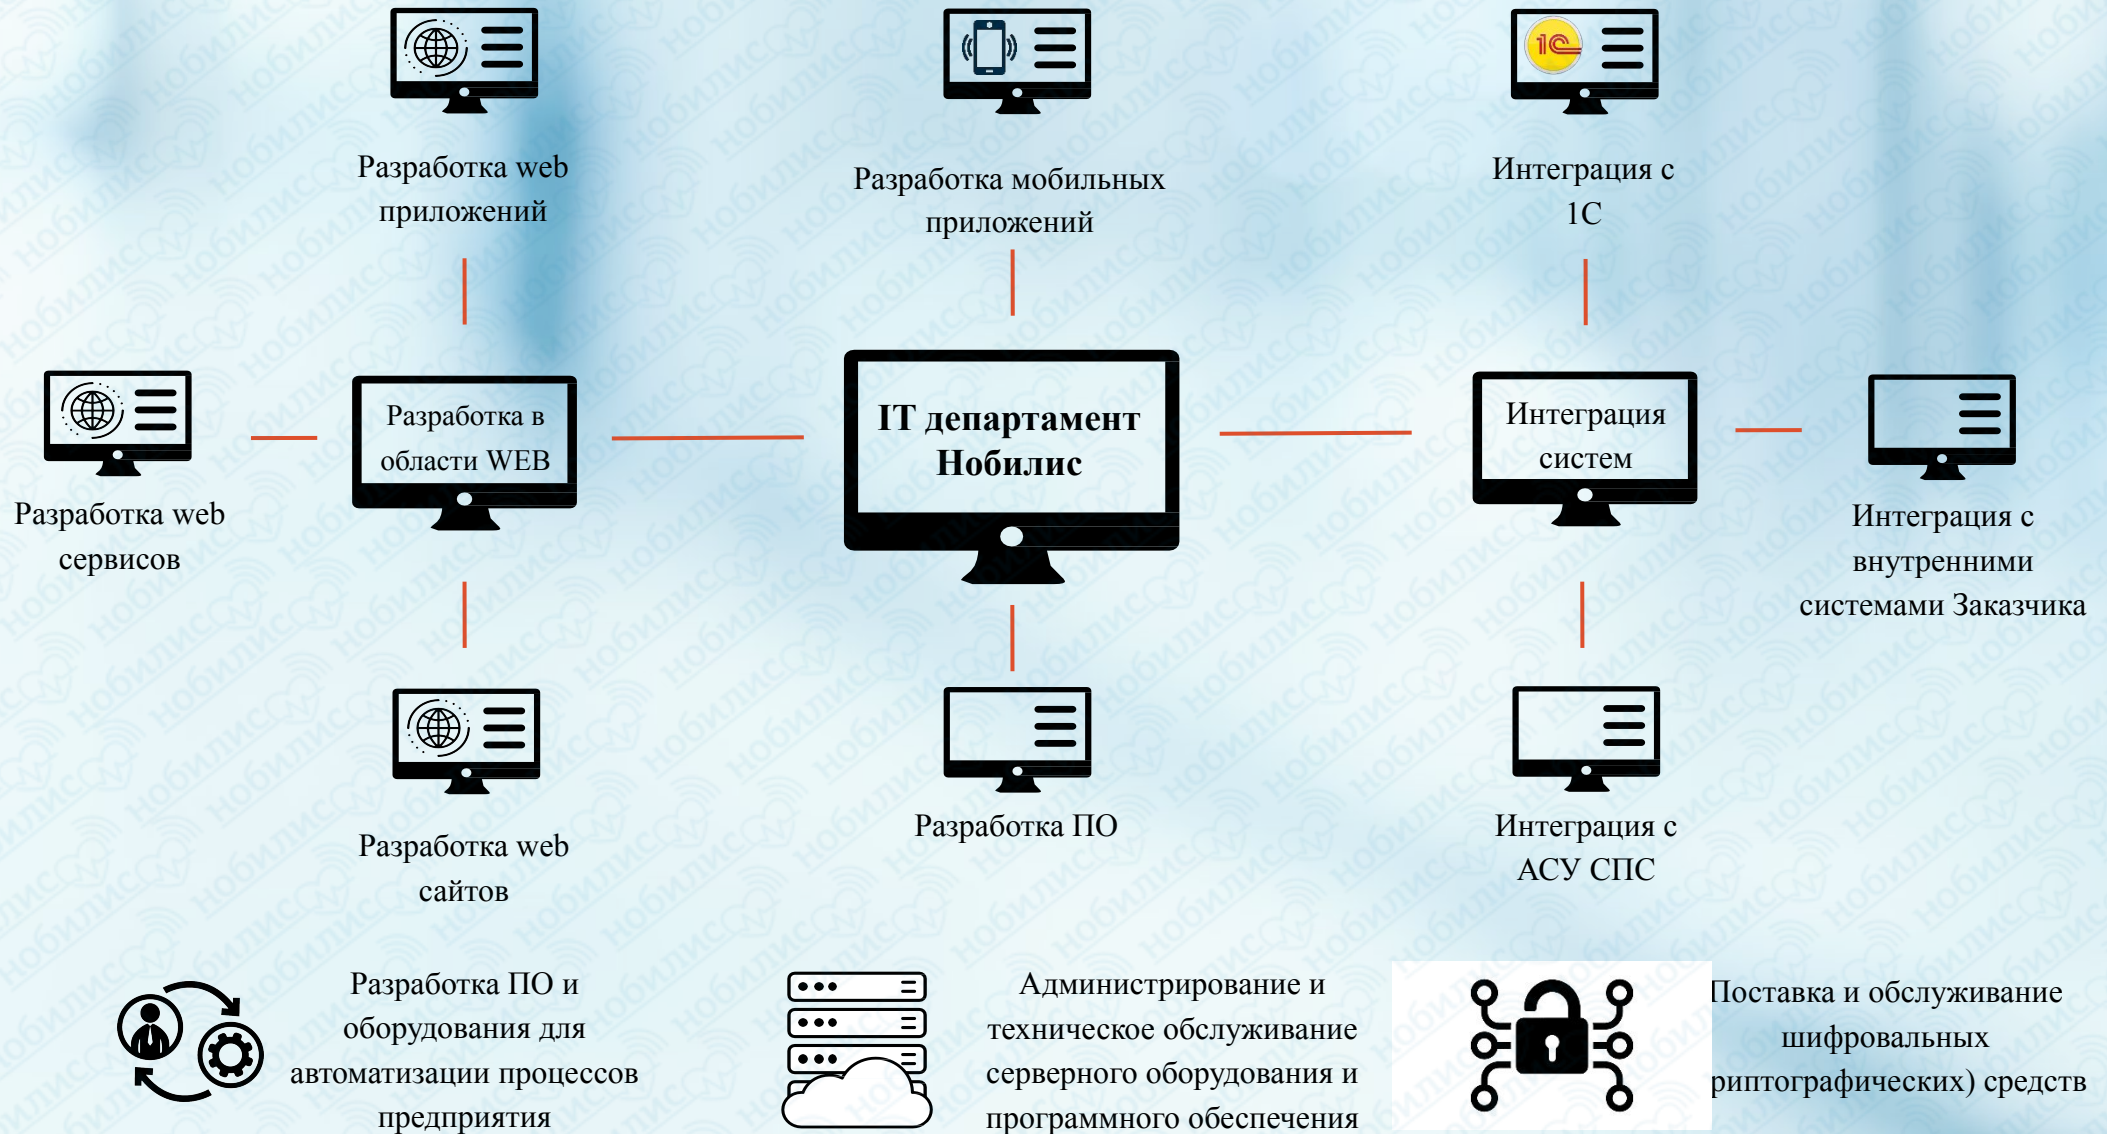 Разработка web
приложений
Разработка мобильных
приложений
1С
Интеграция с
1С
Разработка web
сервисов
Разработка в
области WEB
IT департамент
Нобилис
Интеграция
систем
Интеграция с
внутренними
системами Заказчика
Разработка web
сайтов
Разработка ПО
Интеграция с
АСУ СПС
Разработка ПО и
оборудования для
автоматизации процессов
предприятия
Администрирование и
техническое обслуживание
серверного оборудования и
программного обеспечения
Поставка и обслуживание
шифровальных
риптографических) средств
нобилисс